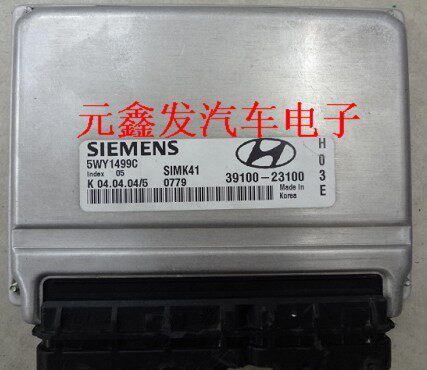 元鑫发汽车电子
SIEMENS
5WY1499C
Index 05 SIMK41
K 04.04.04/5 0779
39100-23100
Made In
Korea
H03E